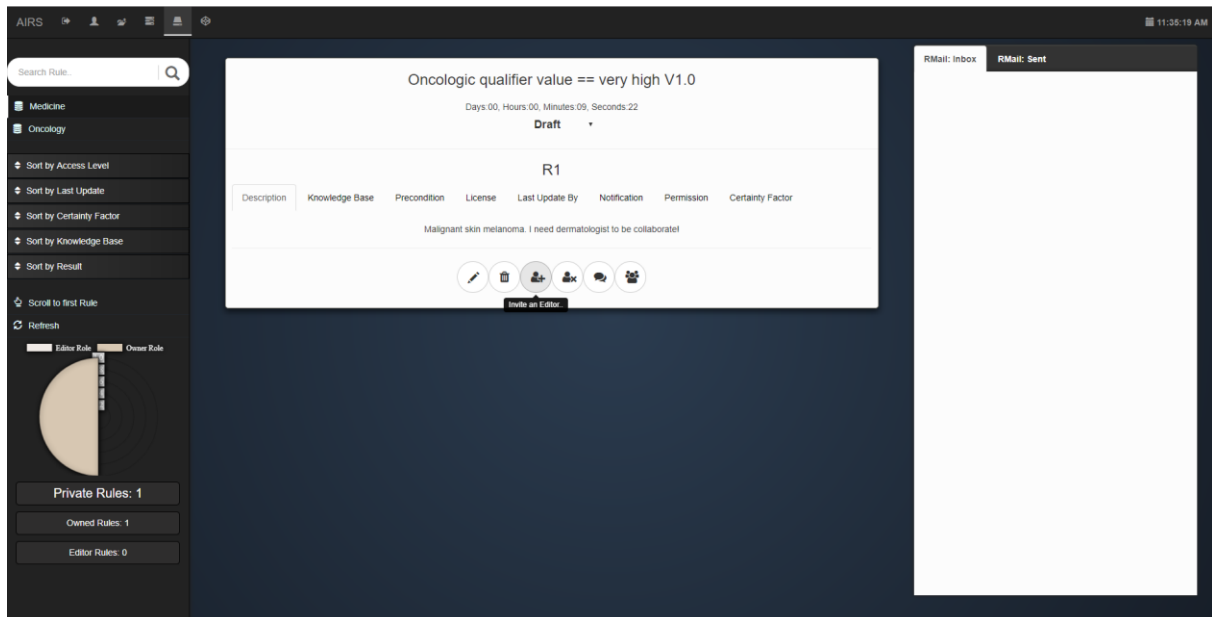 AIRS
11:35:19 AM
Search Rule..
Medicine
Oncology
Sort by Access Level
Sort by Last Update
Sort by Certainty Factor
Sort by Knowledge Base
Sort by Result
Scroll to first Rule
Refresh
Editor Role Owner Role
Private Rules: 1
Owned Rules: 1
Editor Rules: 0
Oncologic qualifier value == very high V1.0
Days:00, Hours:00, Minutes:09, Seconds:22
Draft
R1
Description Knowledge Base Precondition License Last Update By Notification Permission Certainty Factor
Malignant skin melanoma. I need dermatologist to be collaborate!
Invite an Editor..
RMail: Inbox RMail: Sent